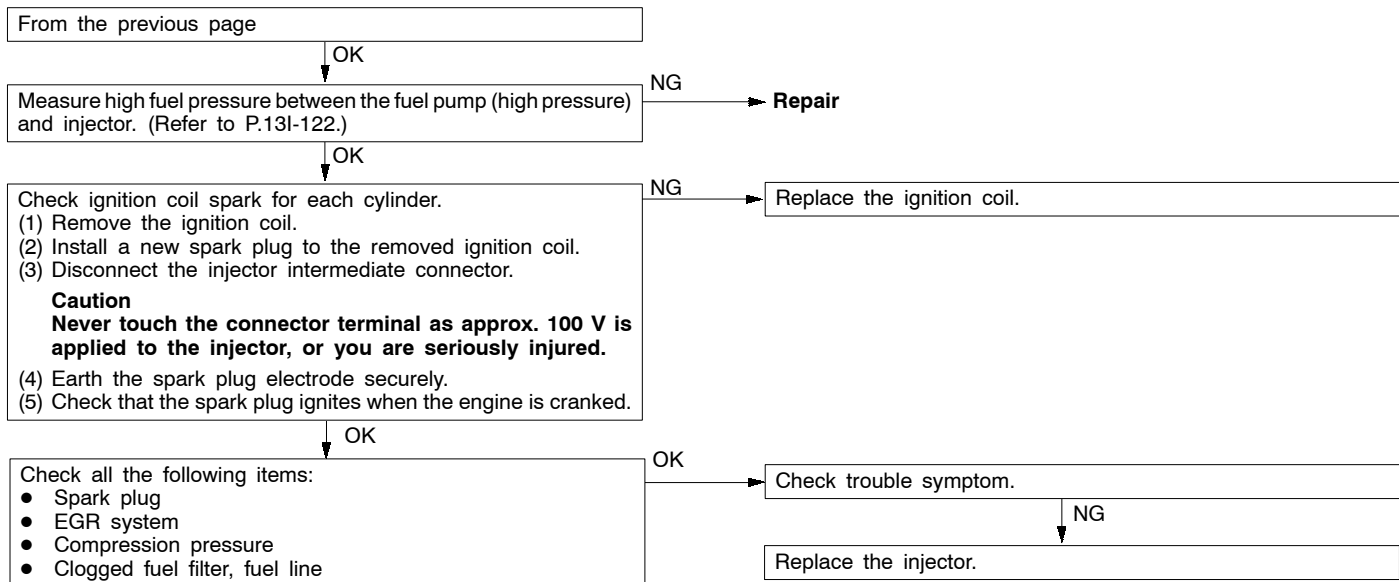 From the previous page
OK
Measure high fuel pressure between the fuel pump (high pressure)
and injector. (Refer to P.13I-122.)
NG
Repair
OK
Check ignition coil spark for each cylinder.
(1) Remove the ignition coil.
(2) Install a new spark plug to the removed ignition coil.
(3) Disconnect the injector intermediate connector.
Caution
Never touch the connector terminal as approx. 100 V is
applied to the injector, or you are seriously injured.
(4) Earth the spark plug electrode securely.
(5) Check that the spark plug ignites when the engine is cranked.
NG
Replace the ignition coil.
OK
Check all the following items:
● Spark plug
● EGR system
● Compression pressure
● Clogged fuel filter, fuel line
OK
Check trouble symptom.
NG
Replace the injector.